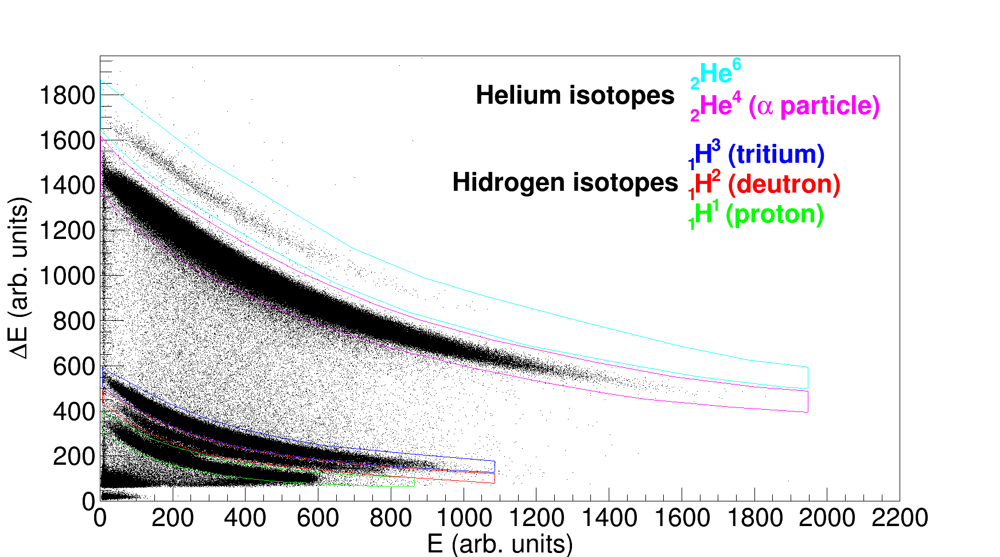 ₂He⁶
Helium isotopes ₂He⁴ (α particle)
₁H³ (tritium)
Hidrogen isotopes ₁H² (deutron)
₁H¹ (proton)
1800
1600
1400
1200
1000
800
600
400
200
0
ΔE (arb. units)
0 200 400 600 800 1000 1200 1400 1600 1800 2000 2200
E (arb. units)